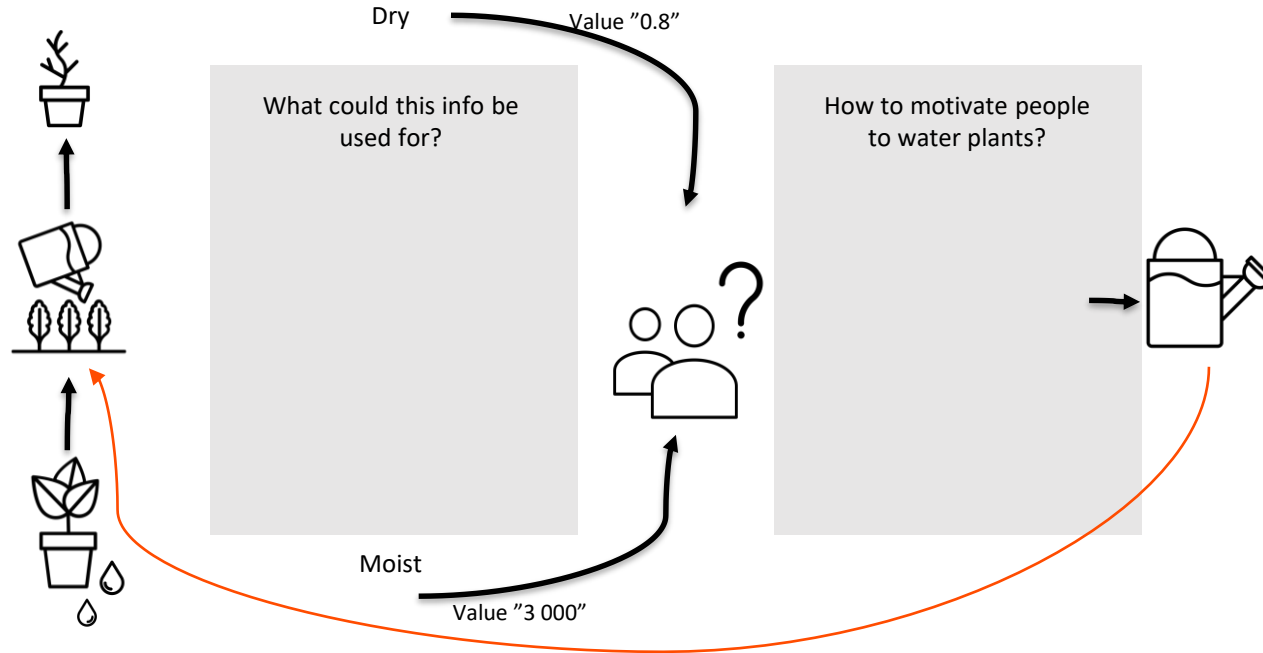 Dry
Value ”0.8”
What could this info be
used for?
How to motivate people
to water plants?
?
Moist
Value ”3 000”